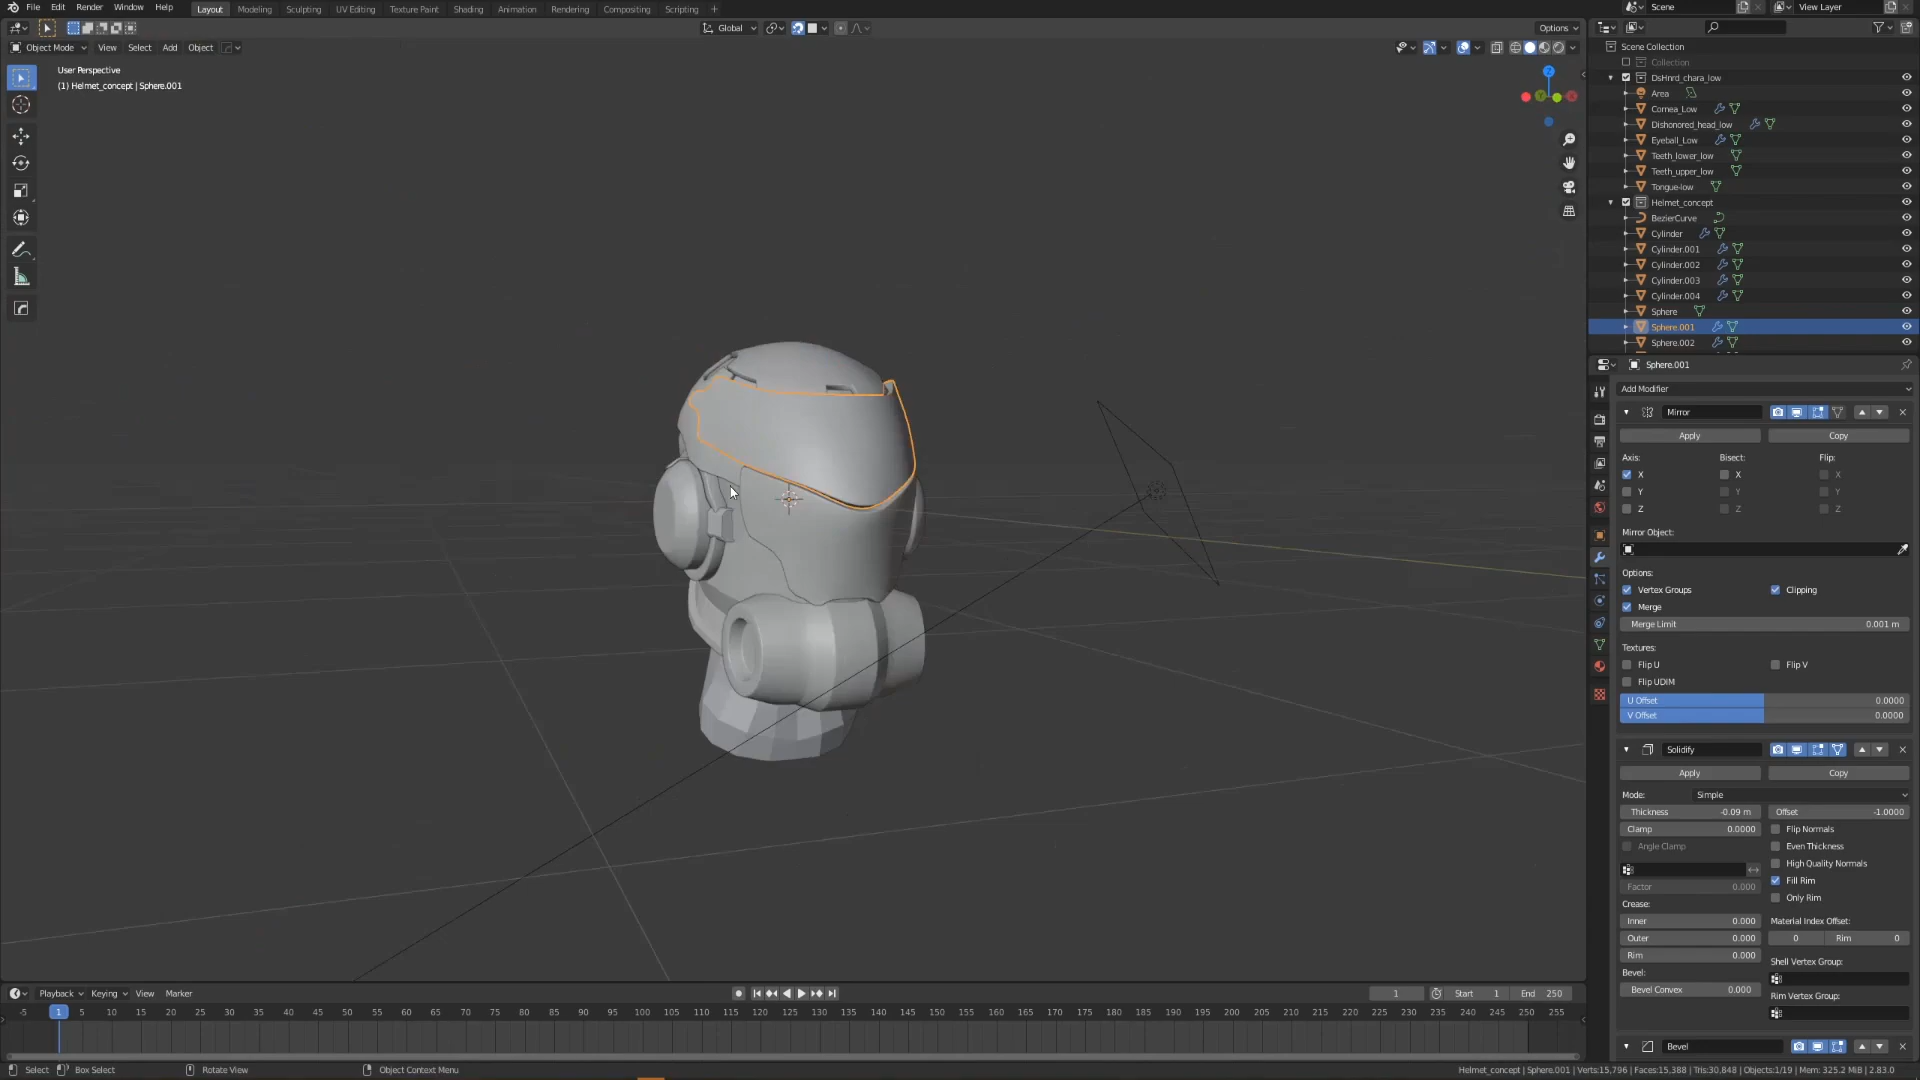 File Edit Render Window Help Layout Modeling Sculpting UV Editing Texture Paint Shading Animation Rendering Compositing Scripting + Scene View Layer
Global Options
Object Mode View Select Add Object
User Perspective
(1) Helmet_concept | Sphere.001
Z
Y
Scene Collection
Collection
DsHnrd_chara_low
Area
Cornea_Low
Dishonored_head_low
Eyeball_Low
Teeth_lower_low
Teeth_upper_low
Tongue-low
Helmet_concept
BezierCurve
Cylinder
Cylinder.001
Cylinder.002
Cylinder.003
Cylinder.004
Sphere
Sphere.001
Sphere.002
Sphere.001
Add Modifier
Mirror
Apply Copy
Axis: Bisect: Flip:
X X X
Y Y Y
Z Z Z
Mirror Object:
Options:
Vertex Groups Clipping
Merge
Merge Limit 0.001 m
Textures:
Flip U Flip V
Flip UDIM
U Offset 0.0000
V Offset 0.0000
Solidify
Apply Copy
Mode: Simple
Thickness -0.09 m Offset -1.0000
Clamp 0.0000 Flip Normals
Angle Clamp Even Thickness
High Quality Normals
Factor 0.000 Fill Rim
Crease: Only Rim
Inner 0.000 Material Index Offset:
Outer 0.000 0 Rim 0
Rim 0.000 Shell Vertex Group:
Bevel:
Bevel Convex 0.000 Rim Vertex Group:
Bevel
Playback Keying View Marker 1 Start 1 End 250
-5 1 5 10 15 20 25 30 35 40 45 50 55 60 65 70 75 80 85 90 95 100 105 110 115 120 125 130 135 140 145 150 155 160 165 170 175 180 185 190 195 200 205 210 215 220 225 230 235 240 245 250 255
Select Box Select Rotate View Object Context Menu Helmet_concept | Sphere.001 | Verts:15,796 | Faces:15,388 | Tris:30,848 | Objects:1/19 | Mem: 325.2 MiB | 2.83.0